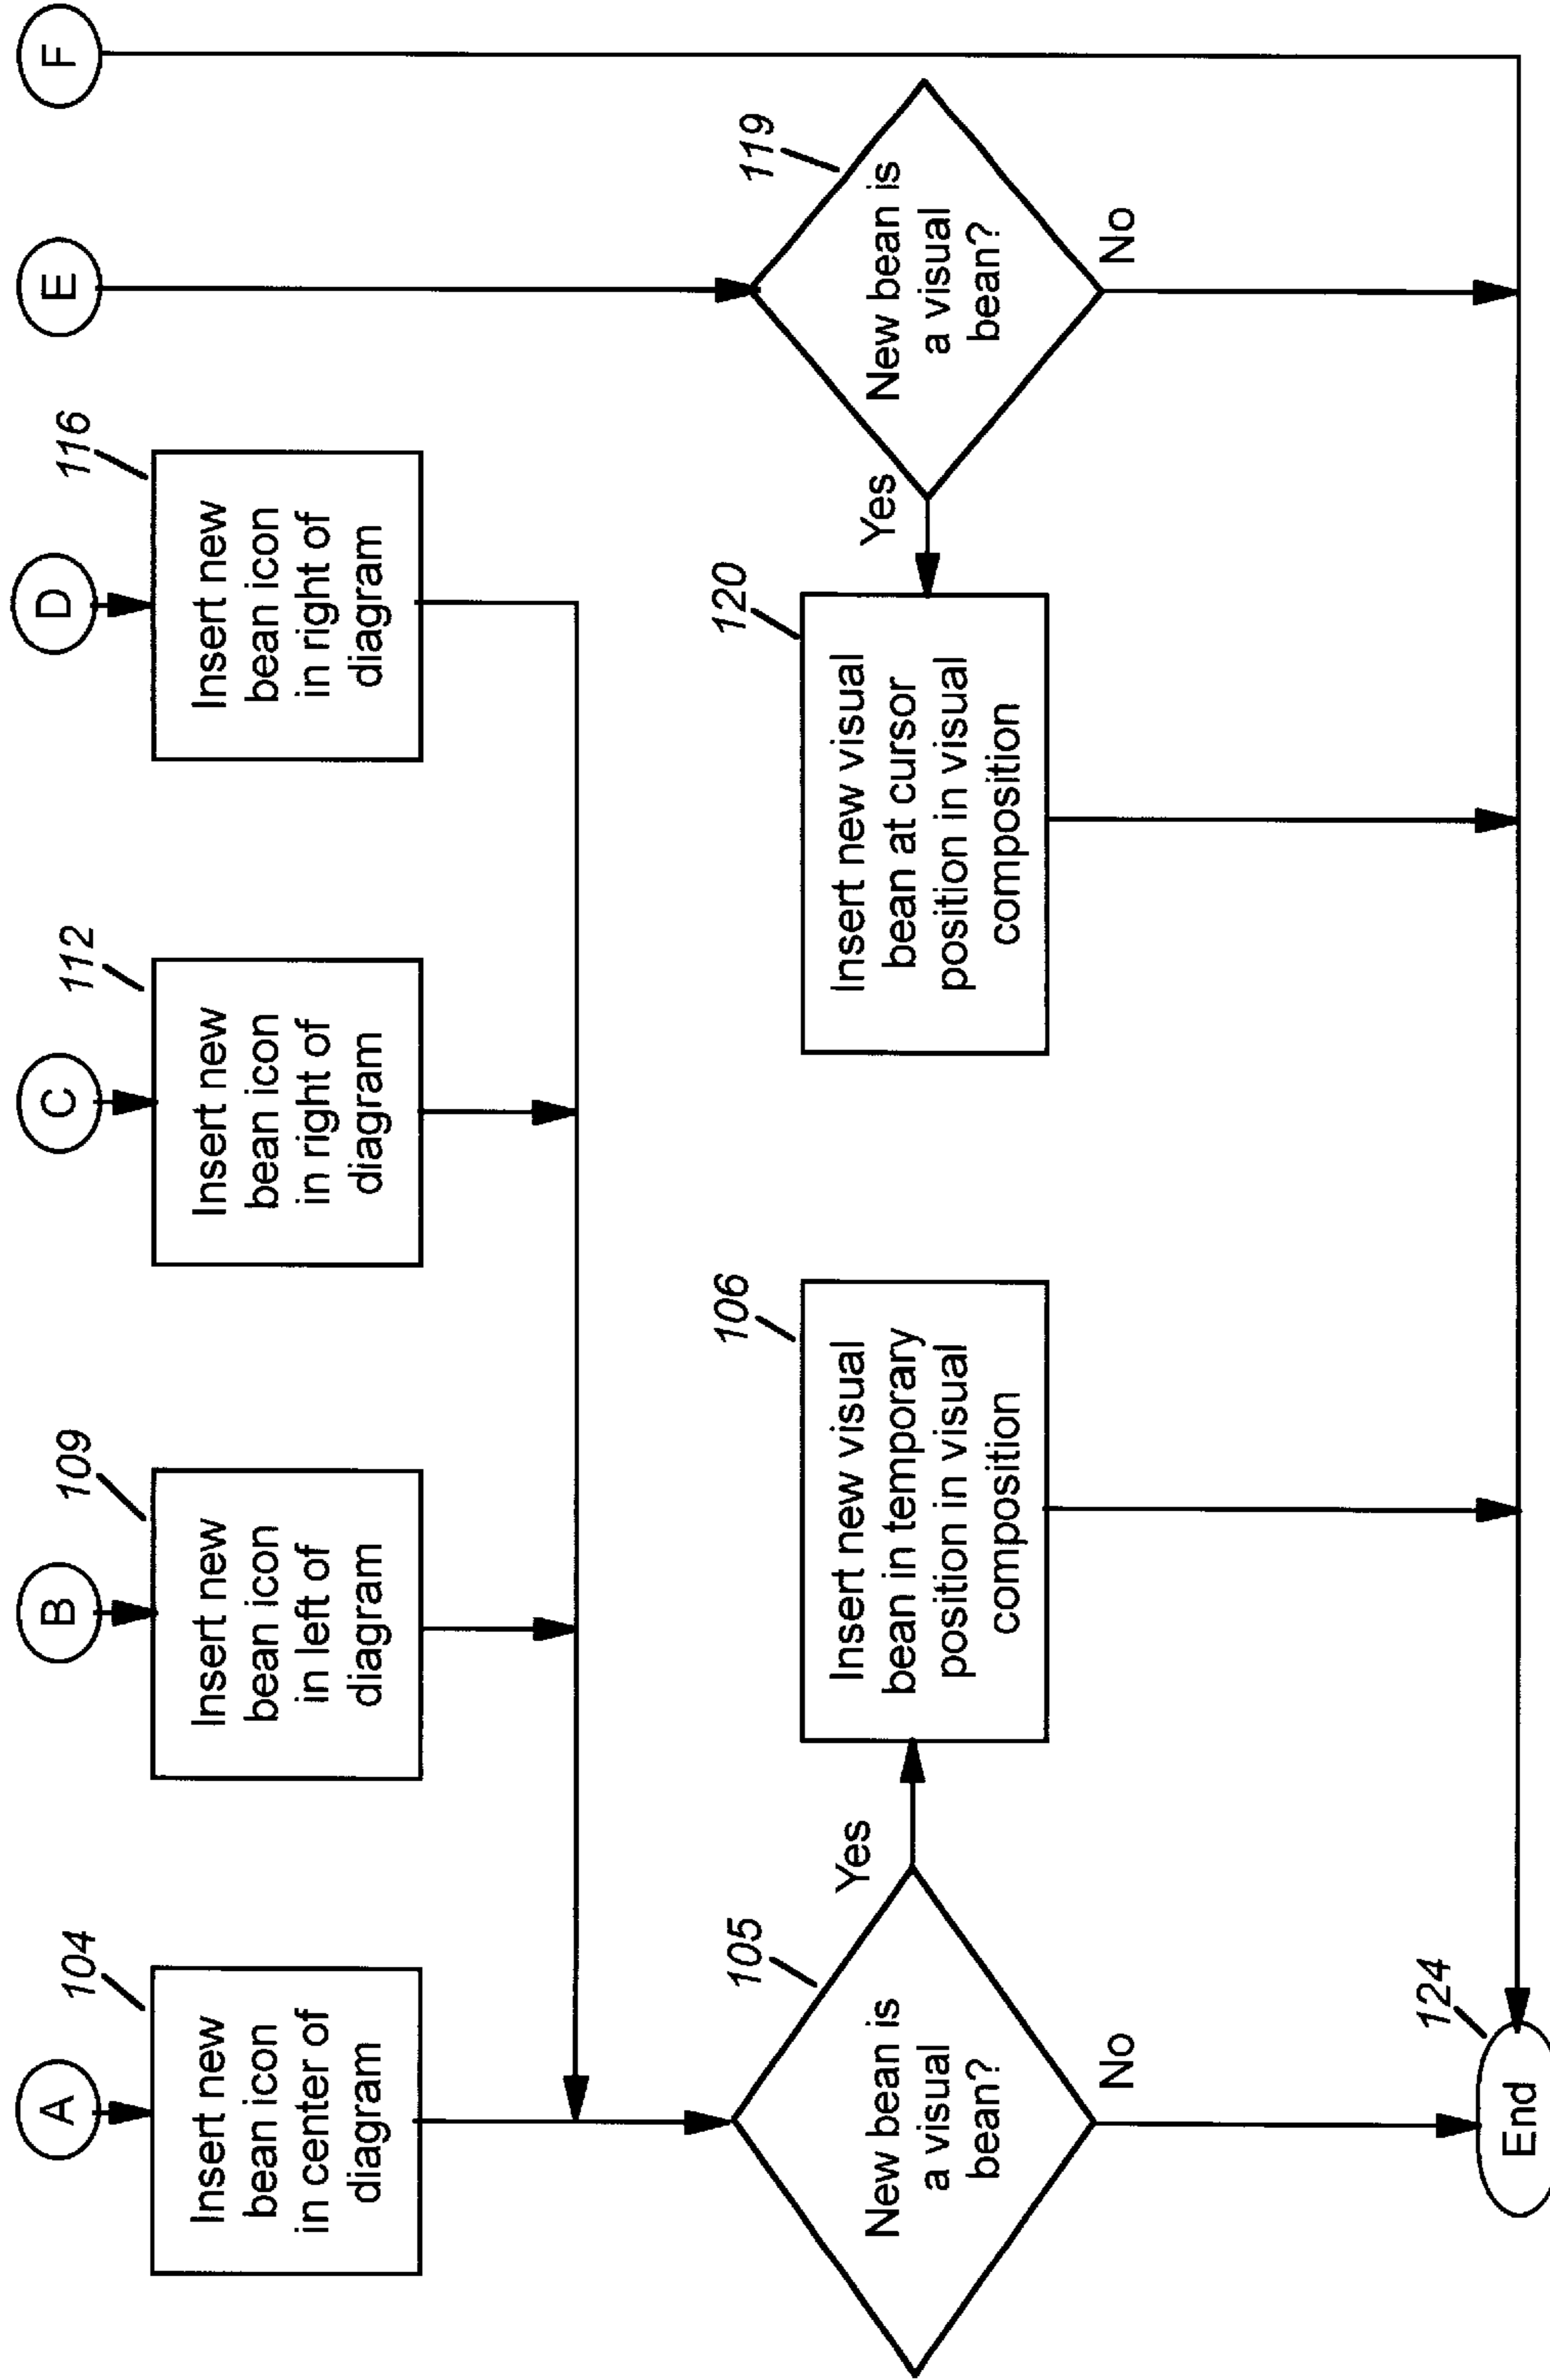 A
B
C
D
E
F
104
109
112
116
Insert new
bean icon
in center of
diagram
Insert new
bean icon
in left of
diagram
Insert new
bean icon
in right of
diagram
Insert new
bean icon
in right of
diagram
105
106
120
119
New bean is
a visual
bean?
Yes
No
Insert new visual
bean in temporary
position in visual
composition
Insert new visual
bean at cursor
position in visual
composition
Yes
New bean is
a visual
bean?
No
124
End